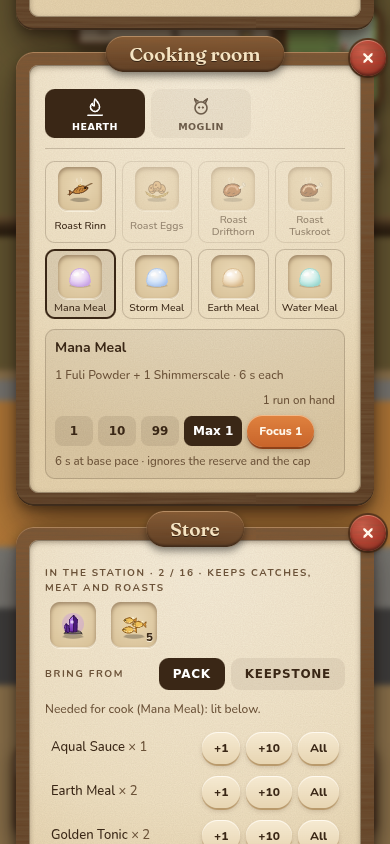 Cooking room
HEARTH
MOGLIN
Roast Rinn
Roast Eggs
Roast
Drifthorn
Roast
Tuskroot
Mana Meal
Storm Meal
Earth Meal
Water Meal
Mana Meal
1 Fuli Powder + 1 Shimmerscale · 6 s each
1 run on hand
1
10
99
Max 1
Focus 1
6 s at base pace · ignores the reserve and the cap
Store
IN THE STATION · 2 / 16 · KEEPS CATCHES,
MEAT AND ROASTS
5
BRING FROM
PACK
KEEPSTONE
Needed for cook (Mana Meal): lit below.
Aqual Sauce × 1
+1
+10
All
Earth Meal × 2
+1
+10
All
Golden Tonic × 2
+1
+10
All